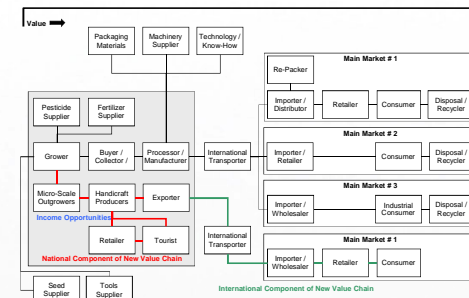 Value
Packaging
Materials
Machinery
Supplier
Technology /
Know-How
Main Market # 1
Re-Packer
Importer /
Distributor
Retailer
Consumer
Disposal /
Recycler
Pesticide
Supplier
Fertilizer
Supplier
Main Market # 2
Grower
Buyer /
Collector /
Processor /
Manufacturer
International
Transporter
Importer /
Retailer
Consumer
Disposal /
Recycler
Main Market # 3
Micro-Scale
Outgrowers
Handicraft
Producers
Exporter
Importer /
Wholesaler
Industrial
Consumer
Disposal /
Recycler
Income Opportunities
Retailer
Tourist
International
Transporter
Main Market # 1
Importer /
Wholesaler
Retailer
Consumer
National Component of New Value Chain
International Component of New Value Chain
Seed
Supplier
Tools
Supplier